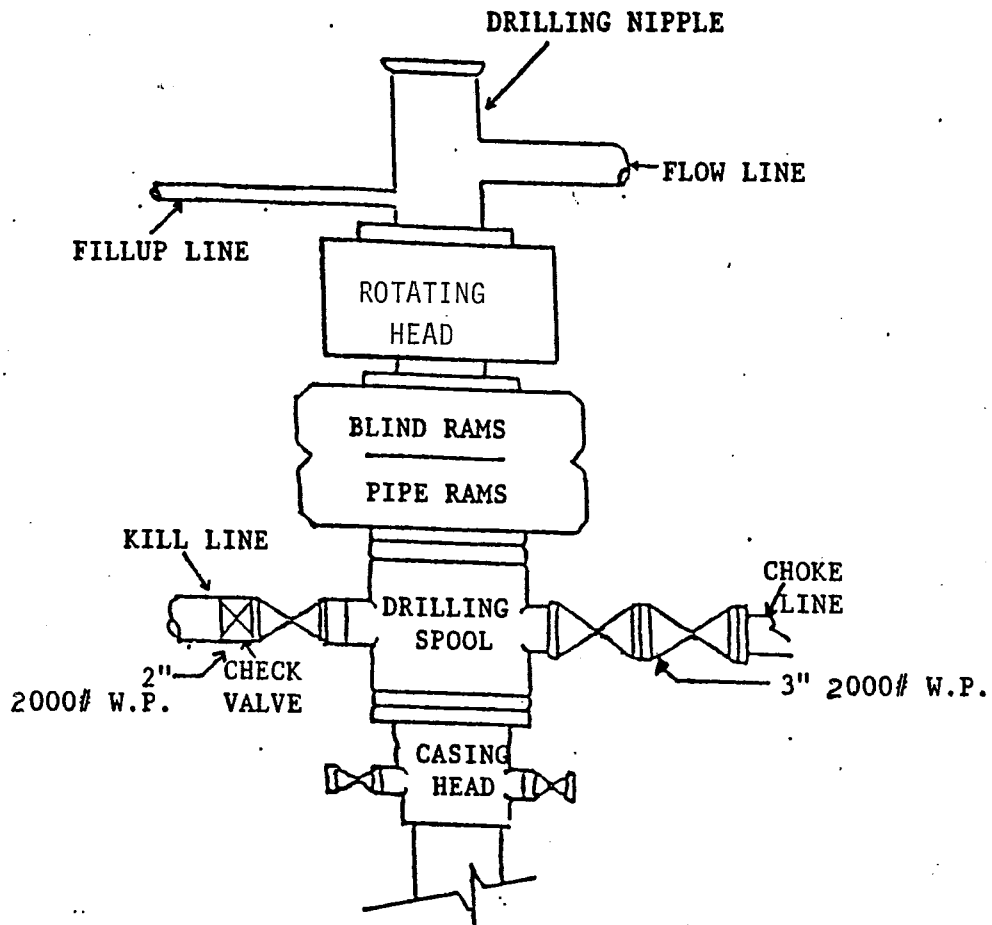 DRILLING NIPPLE
FLOW LINE
FILLUP LINE
ROTATING
HEAD
BLIND RAMS
PIPE RAMS
KILL LINE
CHOKE
LINE
DRILLING
SPOOL
2"
2000# W.P.
CHECK
VALVE
3" 2000# W.P.
CASING
HEAD